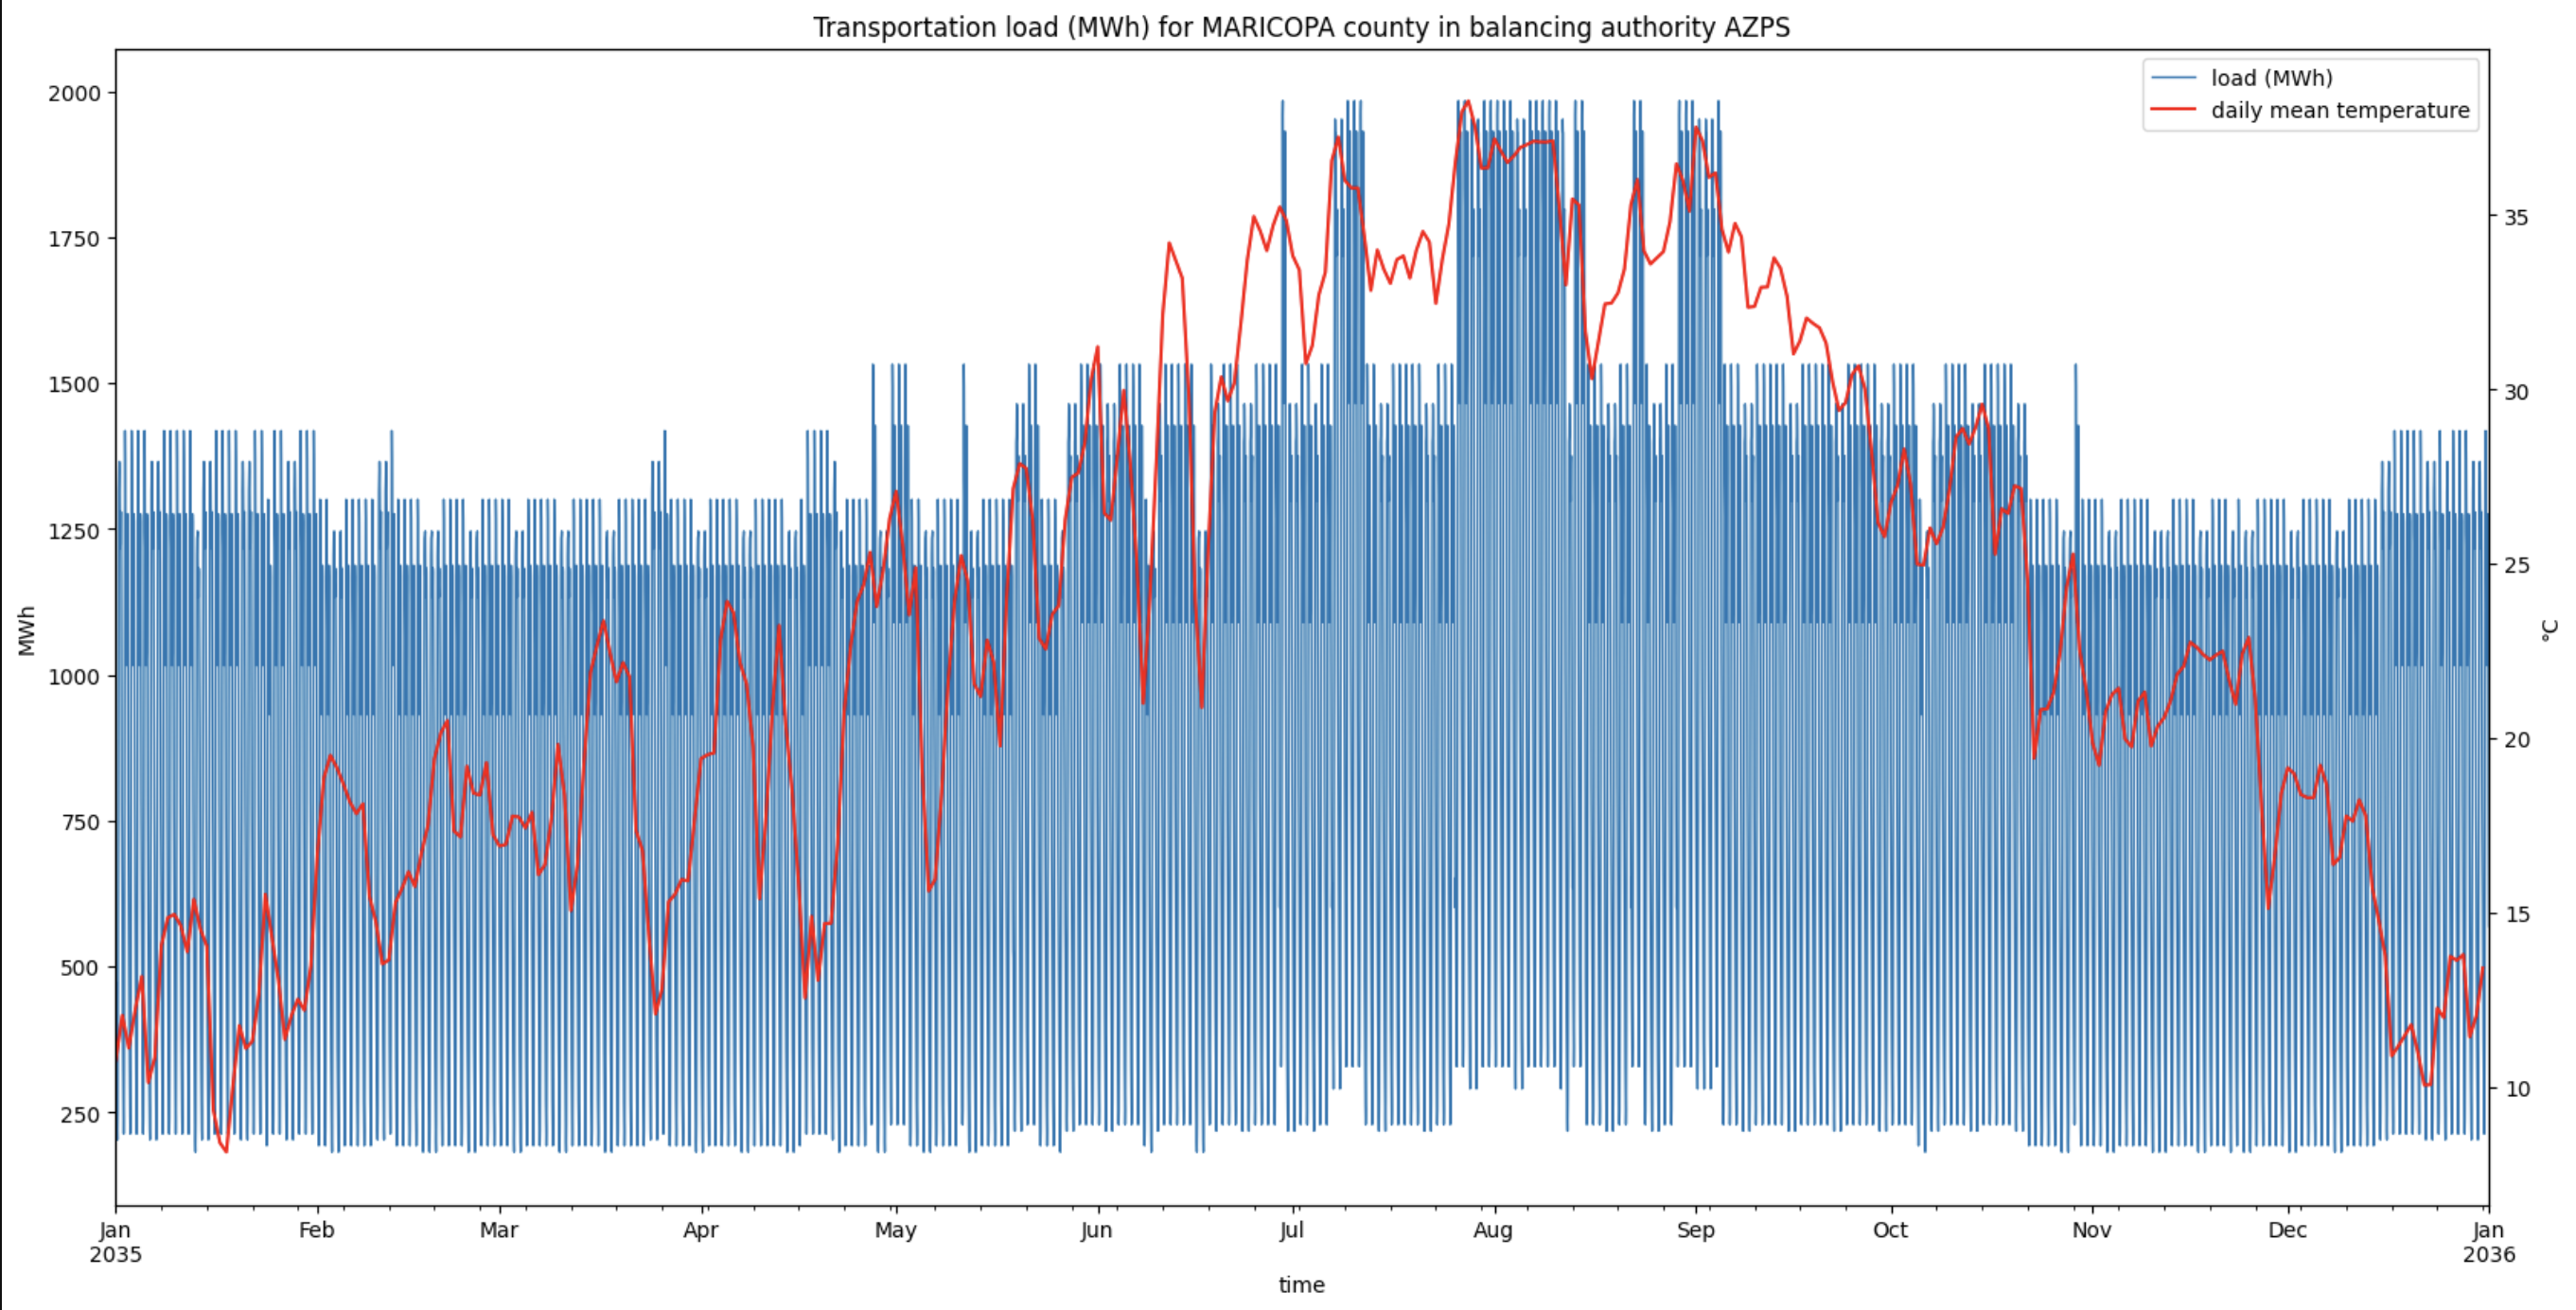 Transportation load (MWh) for MARICOPA county in balancing authority AZPS
load (MWh)
daily mean temperature
2000
1750
1500
1250
1000
750
500
250
MWh
35
30
25
20
15
10
°C
Jan Feb Mar Apr May Jun Jul Aug Sep Oct Nov Dec Jan
2035 2036
time